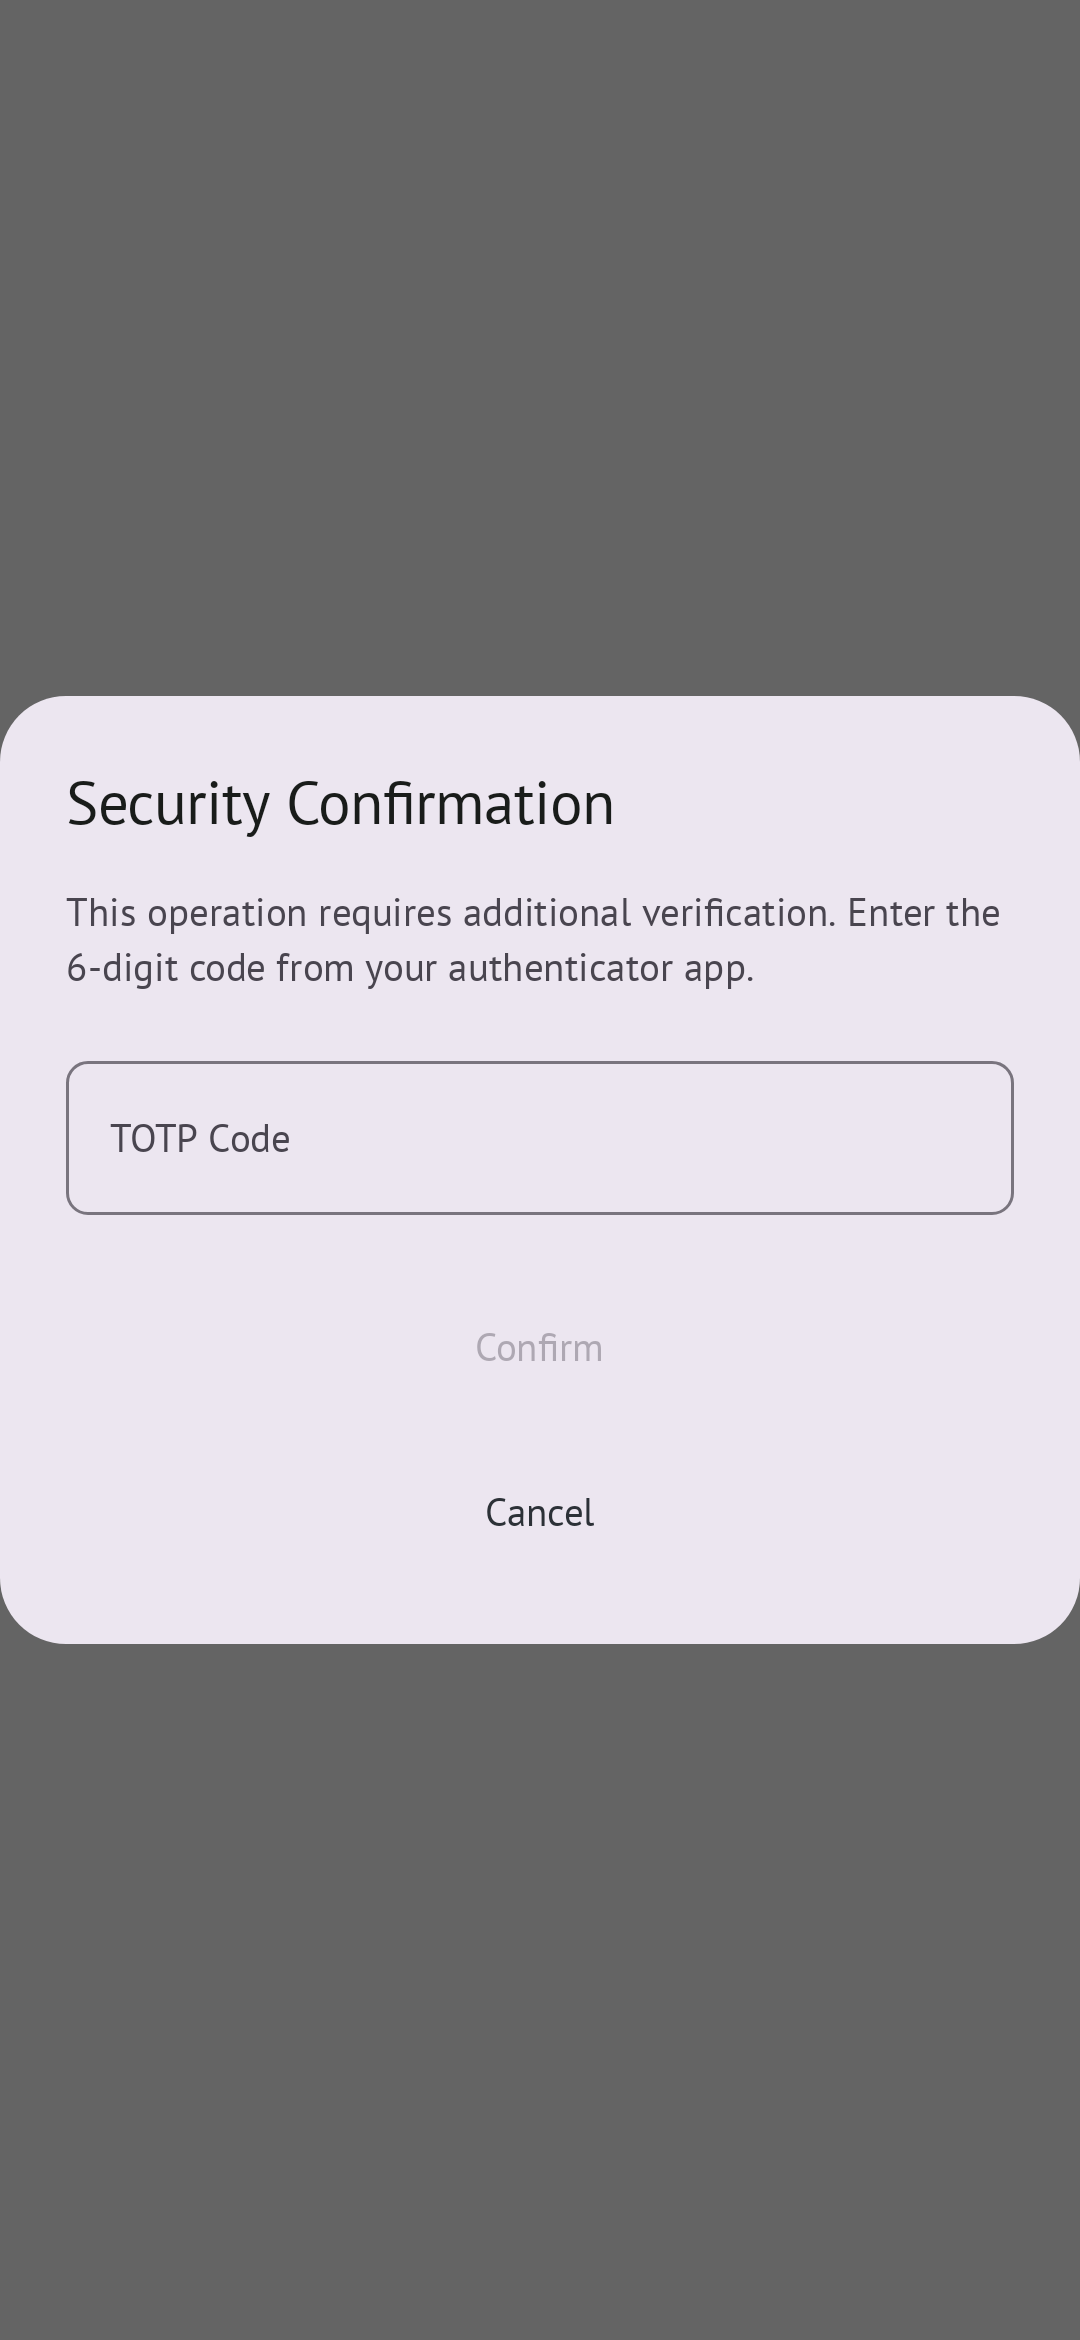 Security Confirmation
This operation requires additional verification. Enter the
6-digit code from your authenticator app.
TOTP Code
Confirm
Cancel